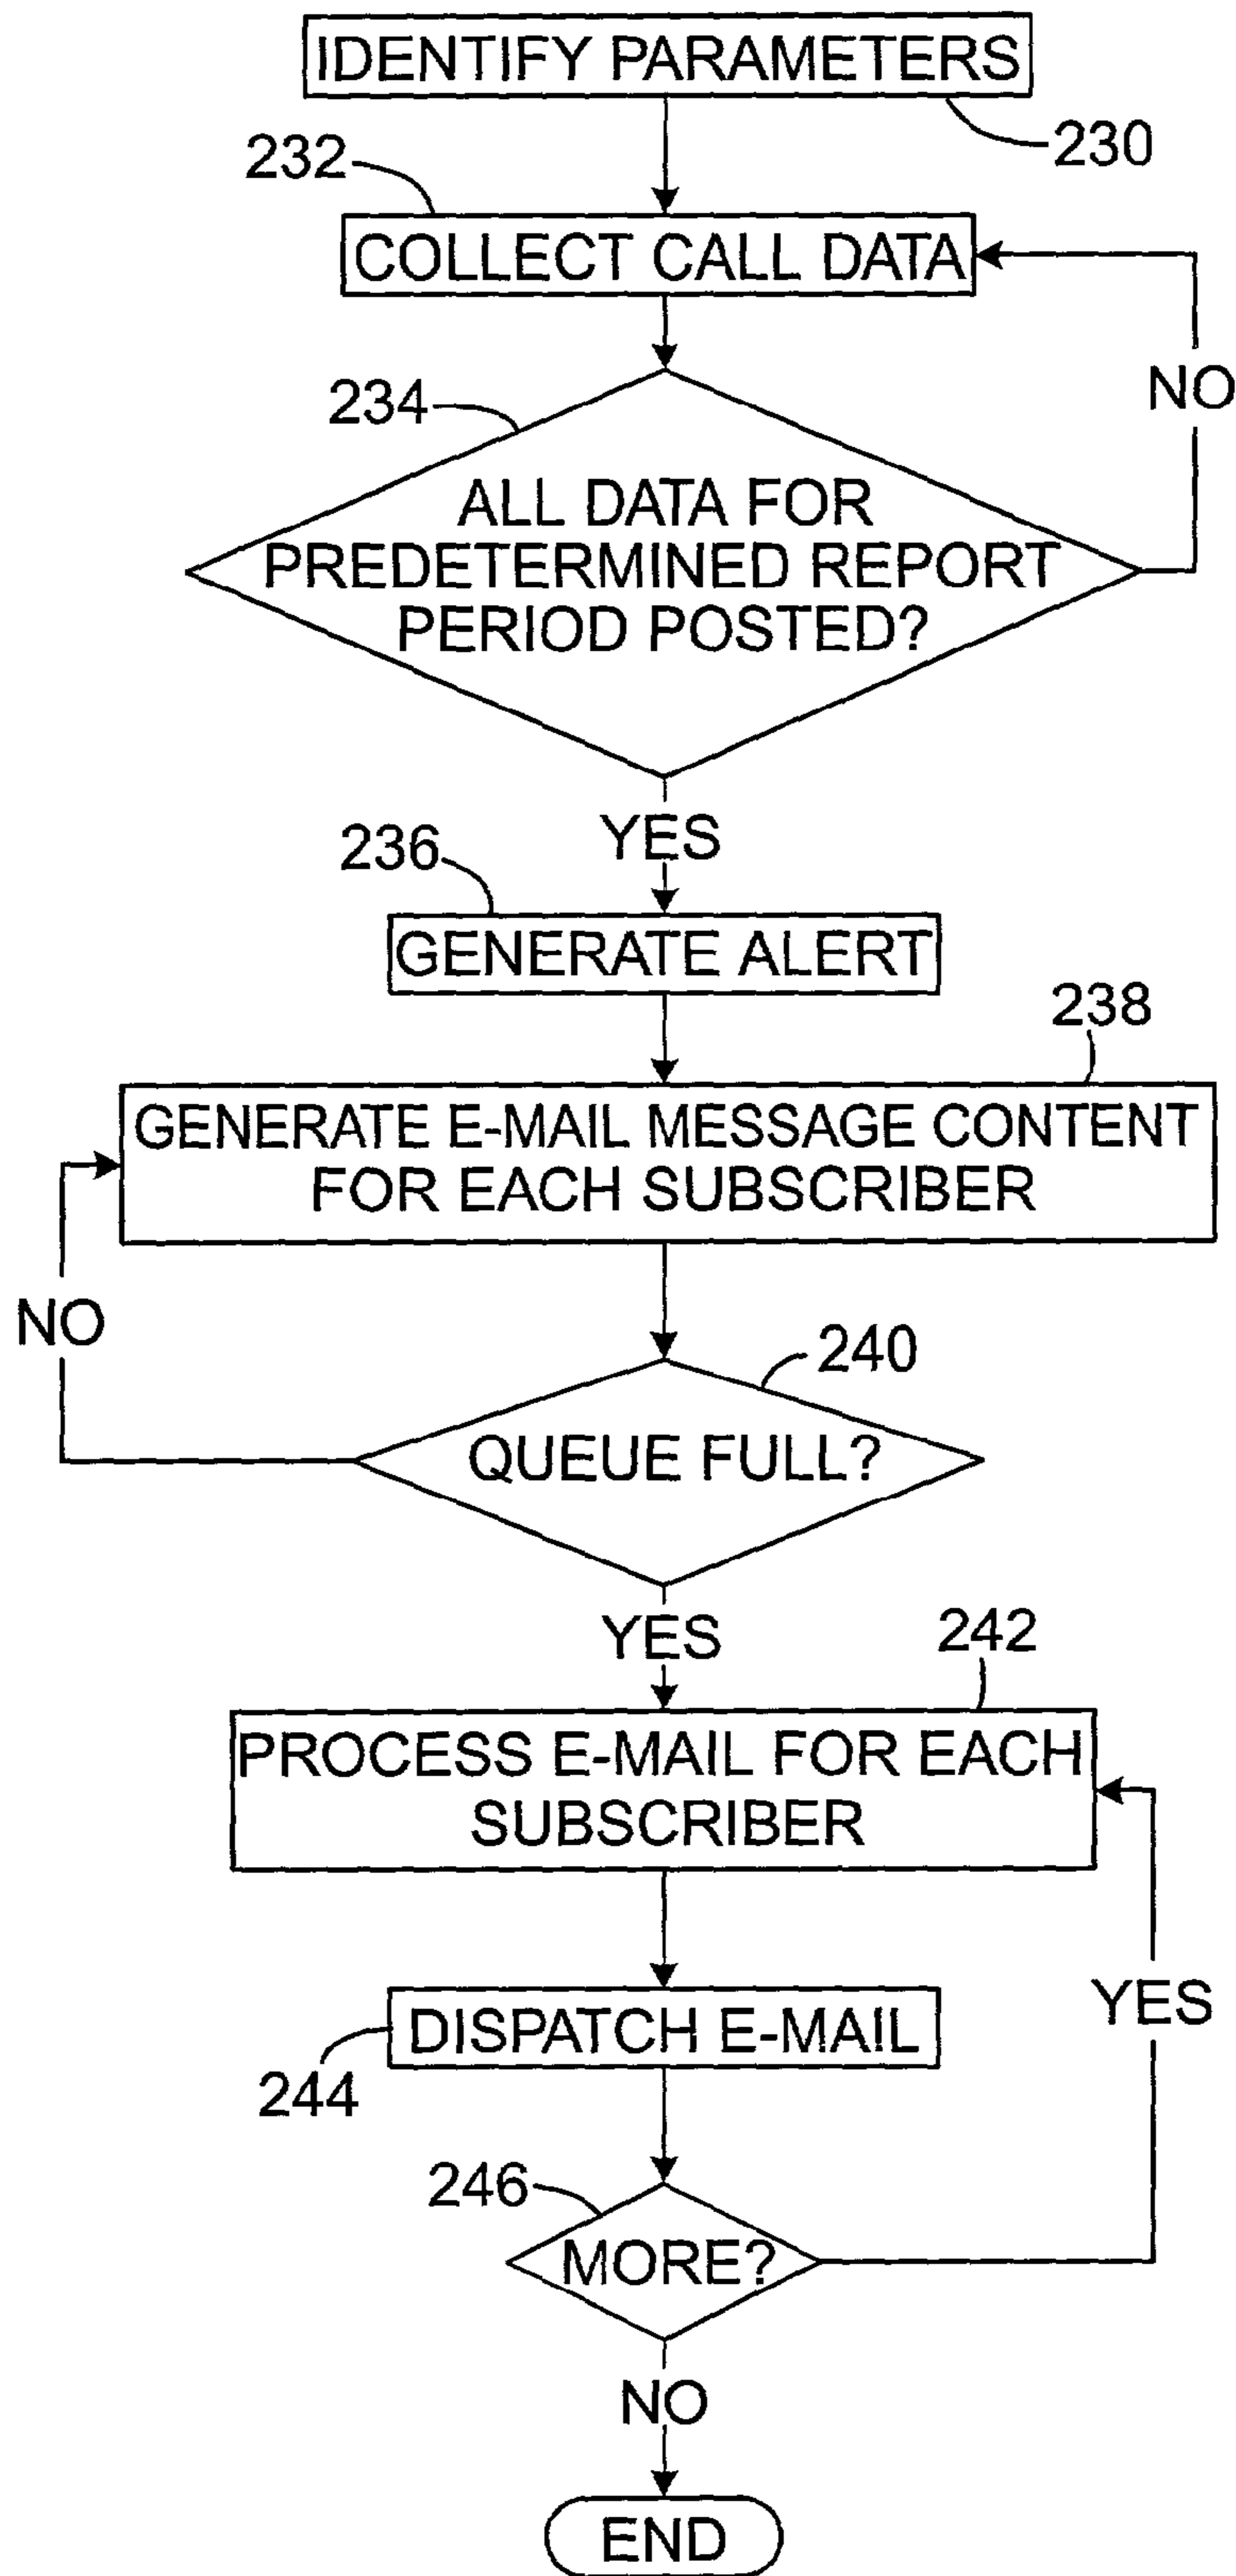 IDENTIFY PARAMETERS
230
232
COLLECT CALL DATA
NO
234
ALL DATA FOR
PREDETERMINED REPORT
PERIOD POSTED?
YES
236
GENERATE ALERT
238
GENERATE E-MAIL MESSAGE CONTENT
FOR EACH SUBSCRIBER
NO
240
QUEUE FULL?
YES
242
PROCESS E-MAIL FOR EACH
SUBSCRIBER
YES
DISPATCH E-MAIL
244
246
MORE?
NO
END